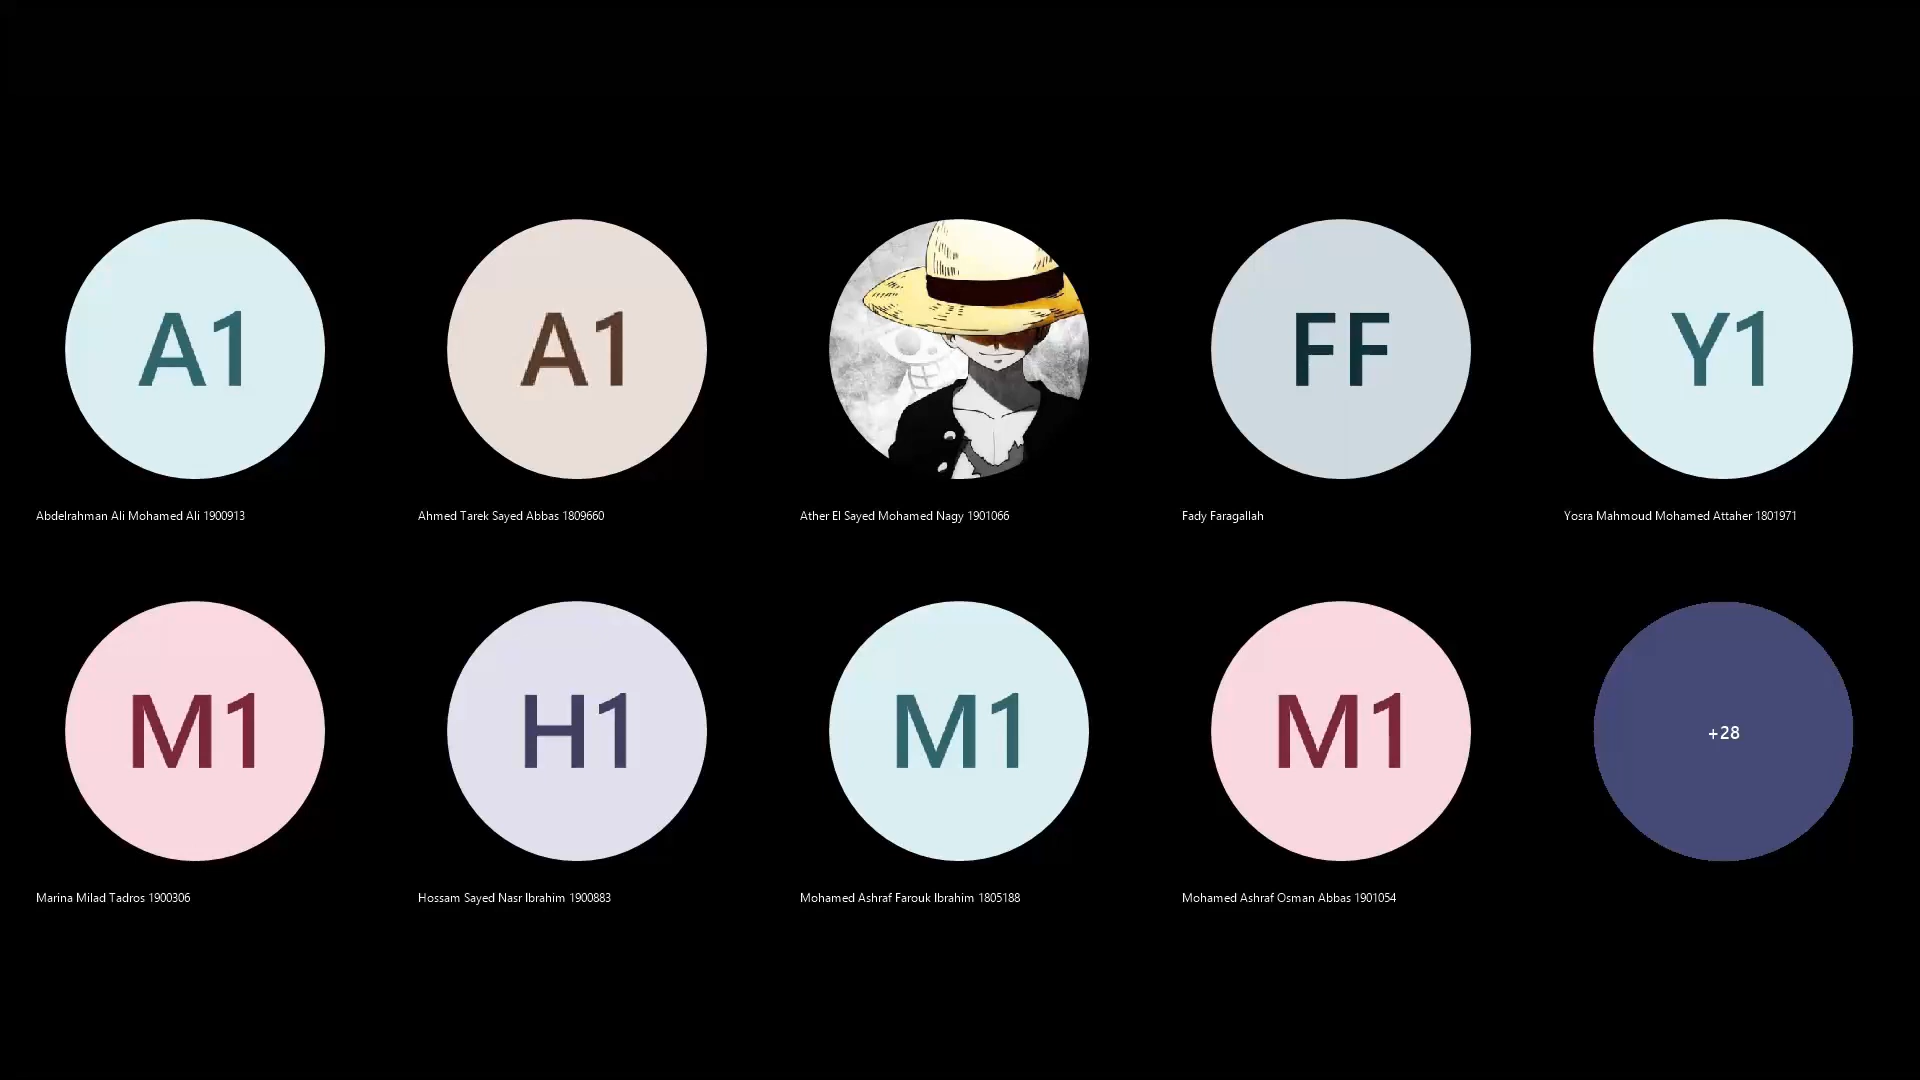 A1
A1
FF
Y1
Abdelrahman Ali Mohamed Ali 1900913
Ahmed Tarek Sayed Abbas 1809660
Ather El Sayed Mohamed Nagy 1901066
Fady Faragallah
Yosra Mahmoud Mohamed Attaher 1801971
M1
H1
M1
M1
+28
Marina Milad Tadros 1900306
Hossam Sayed Nasr Ibrahim 1900883
Mohamed Ashraf Farouk Ibrahim 1805188
Mohamed Ashraf Osman Abbas 1901054